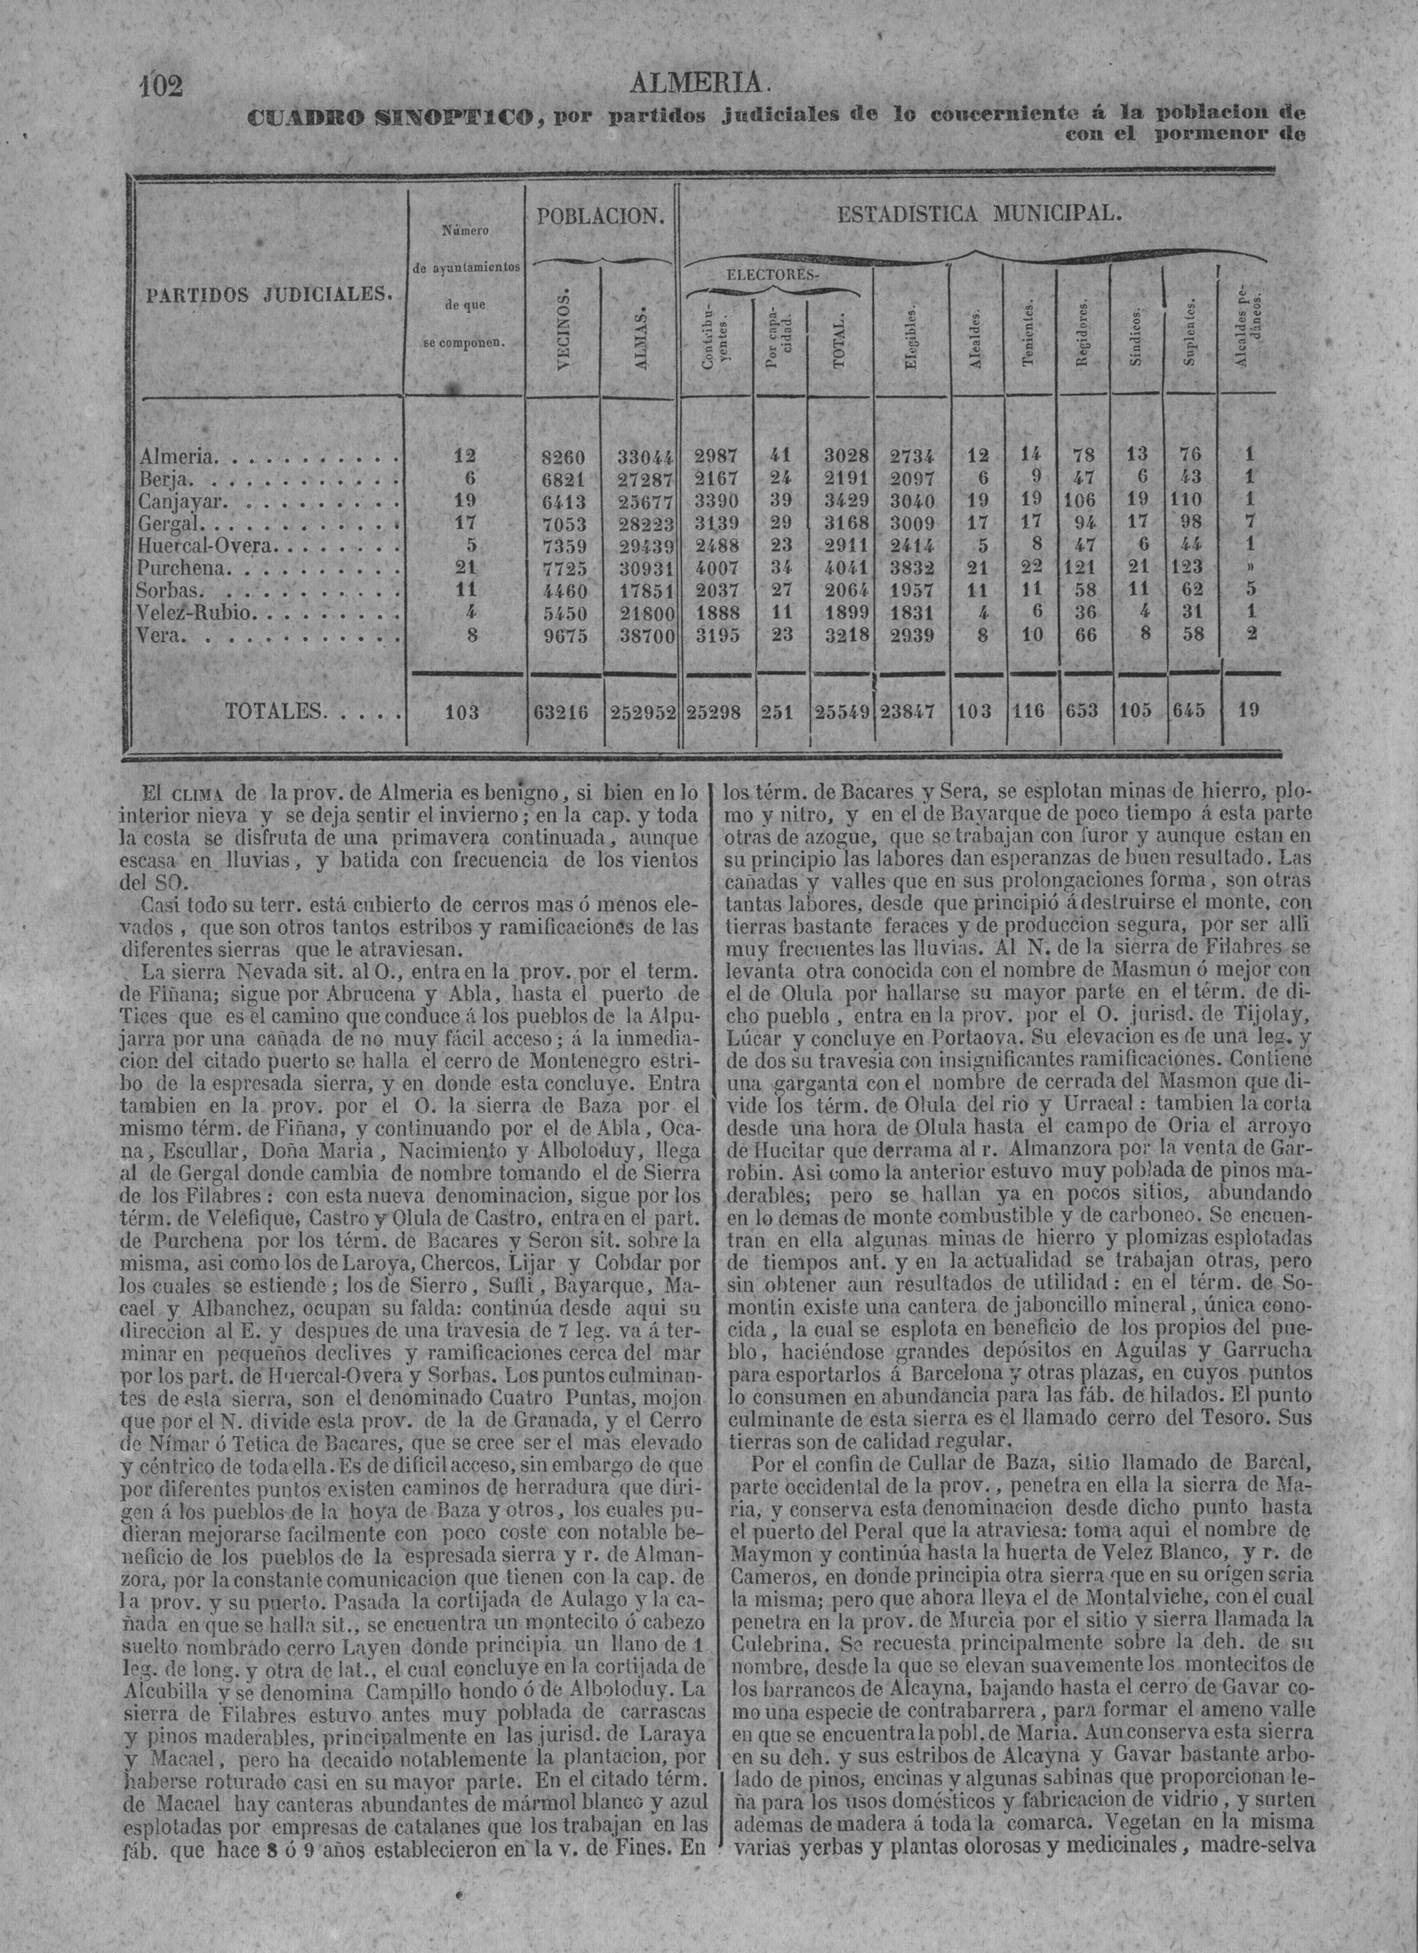 102
ALMERIA.
CUADRO SINOPTICO, por partidos judiciales de lo concerniente á la poblacion de
con el pormenor de
PARTIDOS JUDICIALES.
Número
de ayuntamientos
de que
se componen.
POBLACION.
VECINOS.
ALMAS.
ESTADISTICA MUNICIPAL.
ELECTORES-
Contribu-
yentes.
Por capa-
cidad.
TOTAL.
Elegibles.
Alcaldes.
Tenientes.
Regidores.
Síndicos.
Suplentes.
Alcaldes pe-
dáneos.
Almeria. . . . . . . . . . . . 12 8260 33044 2987 41 3028 2734 12 14 78 13 76 1
Berja. . . . . . . . . . . . . 6 6821 27287 2167 24 2191 2097 6 9 47 6 43 1
Canjayar. . . . . . . . . . . 19 6413 25677 3390 39 3429 3040 19 19 106 19 110 1
Gergal. . . . . . . . . . . . 17 7053 28223 3139 29 3168 3009 17 17 94 17 98 7
Huercal-Overa. . . . . . . . 5 7359 29439 2488 23 2911 2414 5 8 47 6 44 1
Purchena. . . . . . . . . . . 21 7725 30931 4007 34 4041 3832 21 22 121 21 123 »
Sorbas. . . . . . . . . . . . 11 4460 17851 2037 27 2064 1957 11 11 58 11 62 5
Velez-Rubio. . . . . . . . . 4 5450 21800 1888 11 1899 1831 4 6 36 4 31 1
Vera. . . . . . . . . . . . . 8 9675 38700 3195 23 3218 2939 8 10 66 8 58 2
TOTALES. . . . . 103 63216 252952 25298 251 25549 23847 103 116 653 105 645 19
El CLIMA de la prov. de Almeria es benigno, si bien en lo
interior nieva y se deja sentir el invierno; en la cap. y toda
la costa se disfruta de una primavera continuada, aunque
escasa en lluvias, y batida con frecuencia de los vientos
del SO.
Casi todo su terr. está cubierto de cerros mas ó menos ele-
vados, que son otros tantos estribos y ramificaciones de las
diferentes sierras que le atraviesan.
La sierra Nevada sit. al O., entra en la prov. por el term.
de Fiñana; sigue por Abrucena y Abla, hasta el puerto de
Tices que es el camino que conduce á los pueblos de la Alpu-
jarra por una cañada de no muy fácil acceso; á la inmedia-
cion del citado puerto se halla el cerro de Montenegro estri-
bo de la espresada sierra, y en donde esta concluye. Entra
tambien en la prov. por el O. la sierra de Baza por el
mismo térm. de Fiñana, y continuando por el de Abla, Oca-
na, Escullar, Doña Maria, Nacimiento y Alboloduy, llega
al de Gergal donde cambia de nombre tomando el de Sierra
de los Filabres: con esta nueva denominacion, sigue por los
térm. de Velefique, Castro y Olula de Castro, entra en el part.
de Purchena por los térm. de Bacares y Seron sit. sobre la
misma, asi como los de Laroya, Chercos, Lijar y Cobdar por
los cuales se estiende; los de Sierro, Sufli, Bayarque, Ma-
cael y Albanchez, ocupan su falda: continúa desde aqui su
direccion al E. y despues de una travesia de 7 leg. va á ter-
minar en pequeños declives y ramificaciones cerca del mar
por los part. de Huercal-Overa y Sorbas. Los puntos culminan-
tes de esta sierra, son el denominado Cuatro Puntas, mojon
que por el N. divide esta prov. de la de Granada, y el Cerro
de Nímar ó Tetica de Bacares, que se cree ser el mas elevado
y céntrico de toda ella. Es de dificil acceso, sin embargo de que
por diferentes puntos existen caminos de herradura que diri-
gen á los pueblos de la hoya de Baza y otros, los cuales pu-
dieran mejorarse facilmente con poco coste con notable be-
neficio de los pueblos de la espresada sierra y r. de Alman-
zora, por la constante comunicacion que tienen con la cap. de
la prov. y su puerto. Pasada la cortijada de Aulago y la ca-
ñada en que se halla sit., se encuentra un montecito ó cabezo
suelto nombrado cerro Layen donde principia un llano de 1
leg. de long. y otra de lat., el cual concluye en la cortijada de
Alcubilla y se denomina Campillo hondo ó de Alboloduy. La
sierra de Filabres estuvo antes muy poblada de carrascas
y pinos maderables, principalmente en las jurisd. de Laraya
y Macael, pero ha decaido notablemente la plantacion, por
haberse roturado casi en su mayor parte. En el citado térm.
de Macael hay canteras abundantes de mármol blanco y azul
esplotadas por empresas de catalanes que los trabajan en las
fáb. que hace 8 ó 9 años establecieron en la v. de Fines. En
los térm. de Bacares y Sera, se esplotan minas de hierro, plo-
mo y nitro, y en el de Bayarque de poco tiempo á esta parte
otras de azogue, que se trabajan con furor y aunque estan en
su principio las labores dan esperanzas de buen resultado. Las
cañadas y valles que en sus prolongaciones forma, son otras
tantas labores, desde que principió á destruirse el monte, con
tierras bastante feraces y de produccion segura, por ser alli
muy frecuentes las lluvias. Al N. de la sierra de Filabres se
levanta otra conocida con el nombre de Masmun ó mejor con
el de Olula por hallarse su mayor parte en el térm. de di-
cho pueblo, entra en la prov. por el O. jurisd. de Tijolay,
Lúcar y concluye en Portaova. Su elevacion es de una leg. y
de dos su travesia con insignificantes ramificaciones. Contiene
una garganta con el nombre de cerrada del Masmon que di-
vide los térm. de Olula del rio y Urracal: tambien la corta
desde una hora de Olula hasta el campo de Oria el arroyo
de Hucitar que derrama al r. Almanzora por la venta de Gar-
robin. Asi como la anterior estuvo muy poblada de pinos ma-
derables; pero se hallan ya en pocos sitios, abundando
en lo demas de monte combustible y de carboneo. Se encuen-
tran en ella algunas minas de hierro y plomizas esplotadas
de tiempos ant. y en la actualidad se trabajan otras, pero
sin obtener aun resultados de utilidad: en el térm. de So-
montin existe una cantera de jaboncillo mineral, única cono-
cida, la cual se esplota en beneficio de los propios del pue-
blo, haciéndose grandes depósitos en Aguilas y Garrucha
para esportarlos á Barcelona y otras plazas, en cuyos puntos
lo consumen en abundancia para las fáb. de hilados. El punto
culminante de esta sierra es el llamado cerro del Tesoro. Sus
tierras son de calidad regular.
Por el confin de Cullar de Baza, sitio llamado de Barcal,
parte occidental de la prov., penetra en ella la sierra de Ma-
ria, y conserva esta denominacion desde dicho punto hasta
el puerto del Peral que la atraviesa: toma aqui el nombre de
Maymon y continúa hasta la huerta de Velez Blanco, y r. de
Cameros, en donde principia otra sierra que en su orígen seria
la misma; pero que ahora lleva el de Montalviche, con el cual
penetra en la prov. de Murcia por el sitio y sierra llamada la
Culebrina. Se recuesta principalmente sobre la deh. de su
nombre, desde la que se elevan suavemente los montecitos de
los barrancos de Alcayna, bajando hasta el cerro de Gavar co-
mo una especie de contrabarrera, para formar el ameno valle
en que se encuentra la pobl. de Maria. Aun conserva esta sierra
en su deh. y sus estribos de Alcayna y Gavar bastante arbo-
lado de pinos, encinas y algunas sabinas que proporcionan le-
ña para los usos domésticos y fabricacion de vidrio, y surten
ademas de madera á toda la comarca. Vegetan en la misma
varias yerbas y plantas olorosas y medicinales, madre-selva